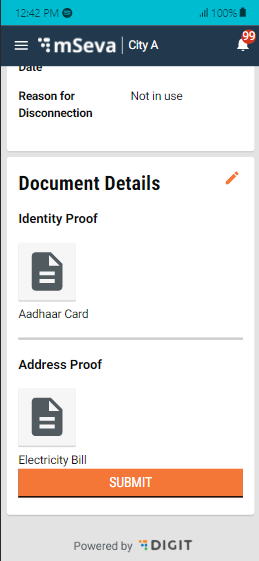 12:42 PM 100%
mSeva City A 99
Date
Reason for Not in use
Disconnection
Document Details
Identity Proof
Aadhaar Card
Address Proof
Electricity Bill
SUBMIT
Powered by DIGIT